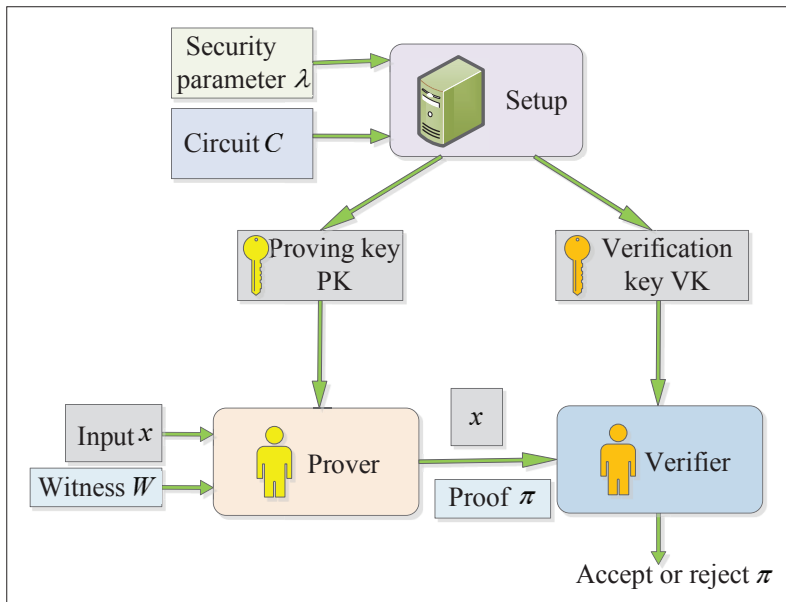 Security
parameter λ
Setup
Circuit C
Proving key
PK
Verification
key VK
Input x
Witness W
Prover
x
Proof π
Verifier
Accept or reject π